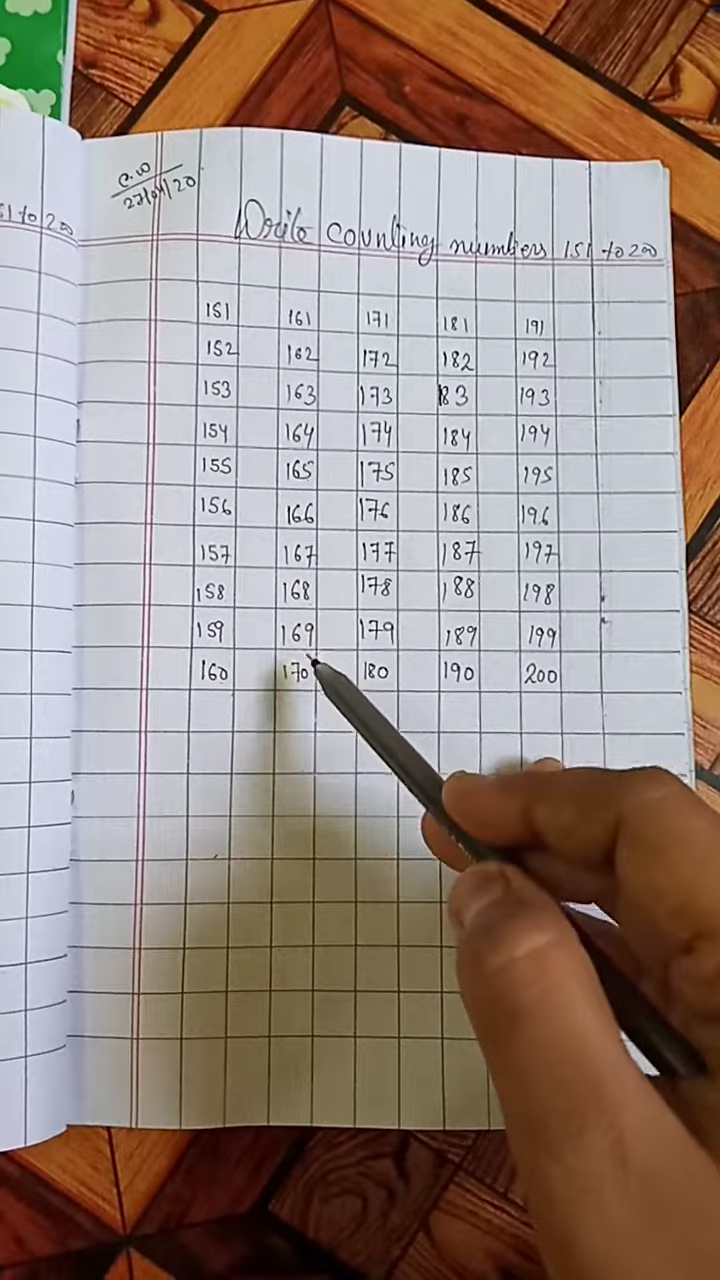 c.w
27/04/20
51 to 200
Write counting numbers 151 to 200
151 161 171 181 191
152 162 172 182 192
153 163 173 183 193
154 164 174 184 194
155 165 175 185 195
156 166 176 186 196
157 167 177 187 197
158 168 178 188 198
159 169 179 189 199
160 170 180 190 200